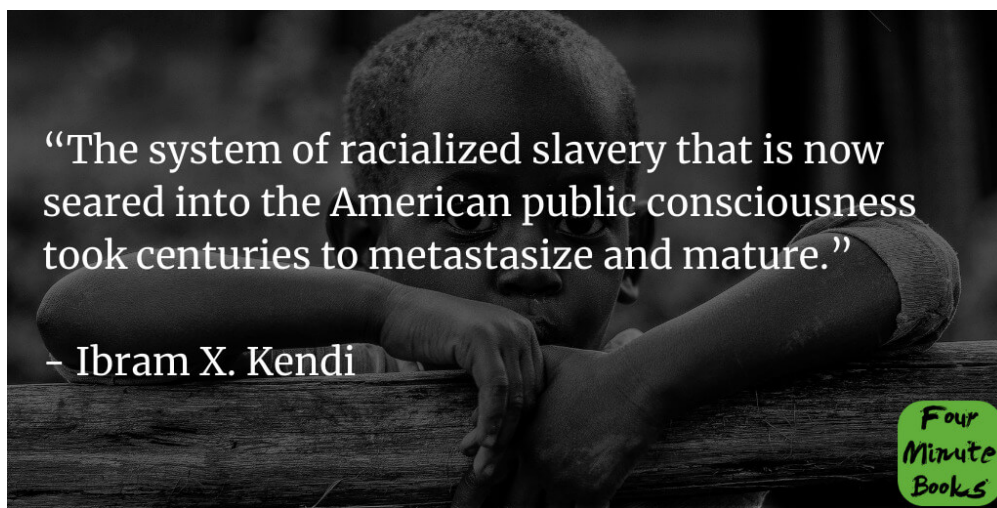 “The system of racialized slavery that is now
seared into the American public consciousness
took centuries to metastasize and mature.”
- Ibram X. Kendi
Four
Minute
Books